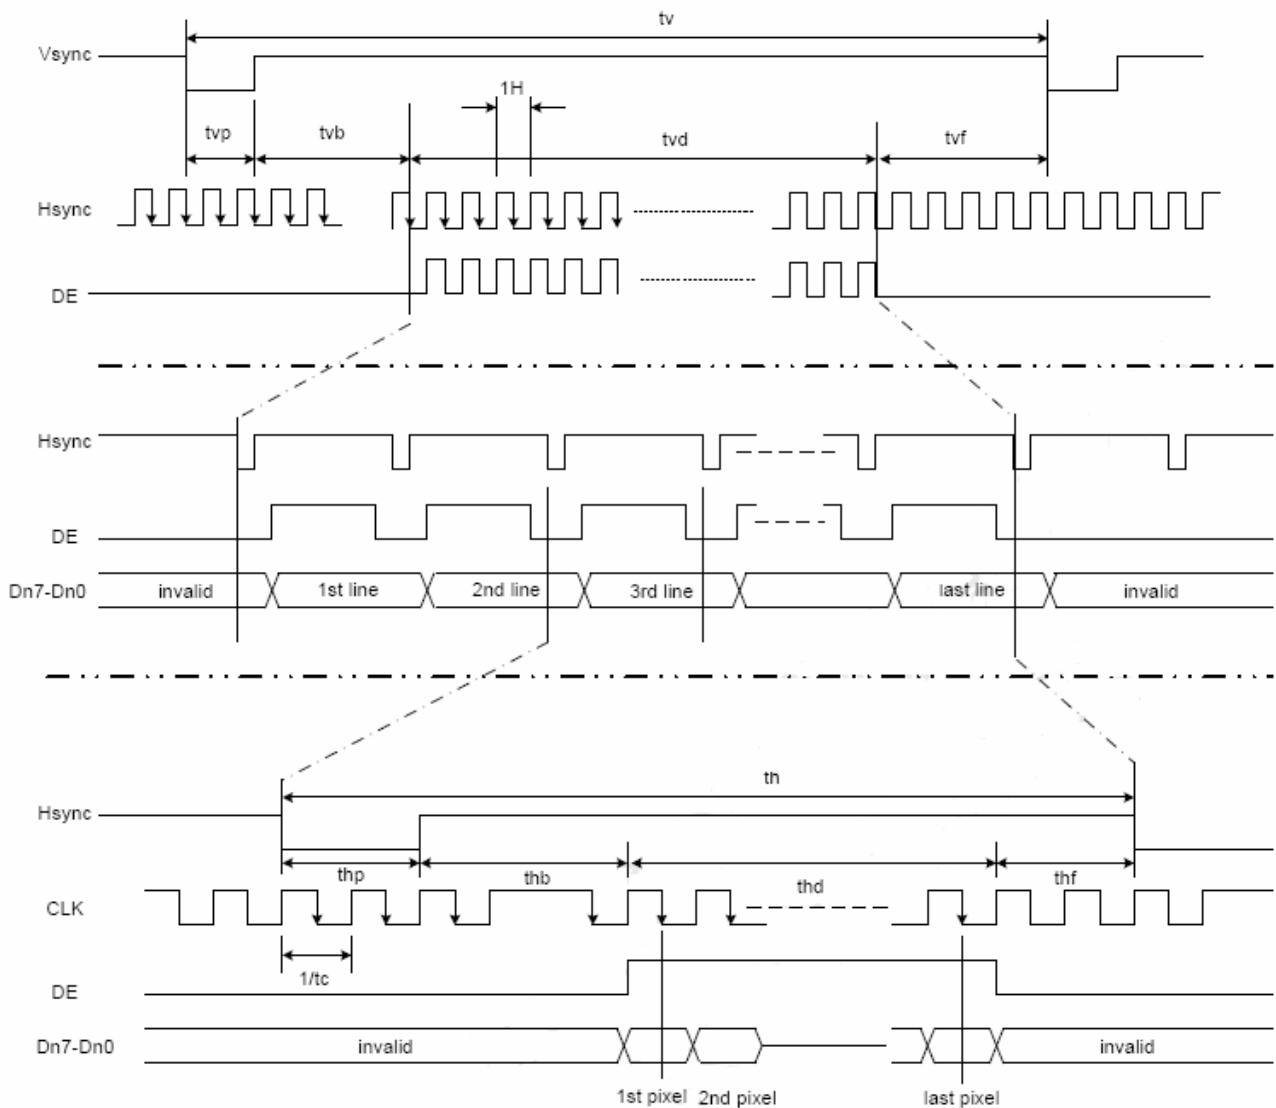 tv
Vsync
1H
tvp tvb tvd tvf
Hsync
DE
Hsync
DE
Dn7-Dn0 invalid 1st line 2nd line 3rd line last line invalid
th
Hsync
thp thb thd thf
CLK
1/tc
DE
Dn7-Dn0 invalid invalid
1st pixel 2nd pixel last pixel